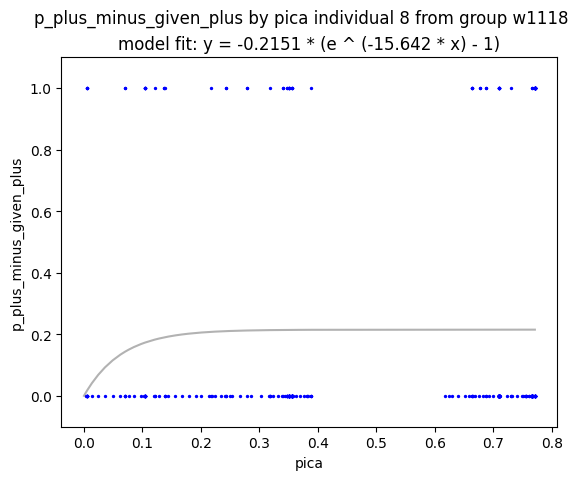 p_plus_minus_given_plus by pica individual 8 from group w1118
model fit: y = -0.2151 * (e ^ (-15.642 * x) - 1)
1.0
0.8
0.6
0.4
0.2
0.0
p_plus_minus_given_plus
0.0 0.1 0.2 0.3 0.4 0.5 0.6 0.7 0.8
pica